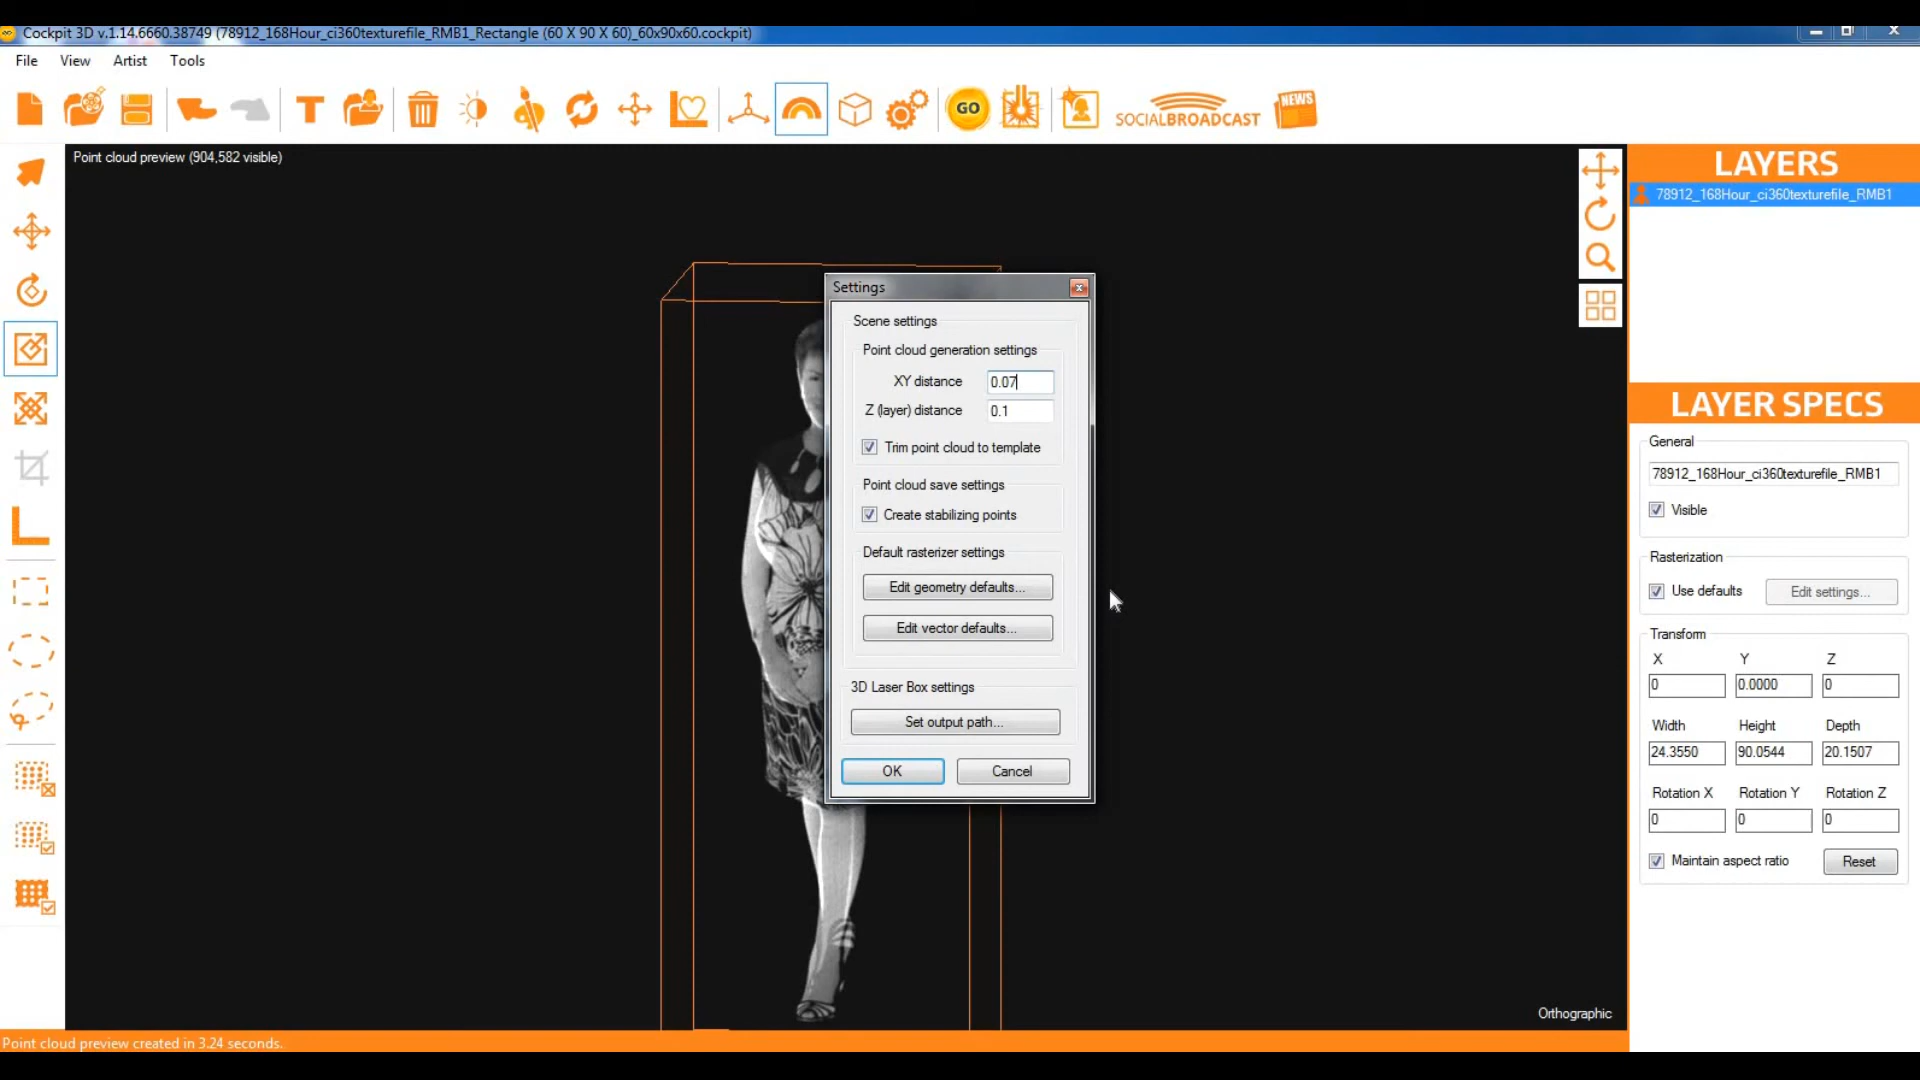 Cockpit 3D v.1.14.6660.38749 (78912_168Hour_ci360texturefile_RMB1_Rectangle (60 X 90 X 60)_60x90x60.cockpit)
File View Artist Tools
T
GO
SOCIALBROADCAST
NEWS
Point cloud preview (904,582 visible)
LAYERS
78912_168Hour_ci360texturefile_RMB1
Settings
Scene settings
Point cloud generation settings
XY distance 0.07
Z (layer) distance 0.1
Trim point cloud to template
Point cloud save settings
Create stabilizing points
Default rasterizer settings
Edit geometry defaults...
Edit vector defaults...
3D Laser Box settings
Set output path...
OK Cancel
LAYER SPECS
General
78912_168Hour_ci360texturefile_RMB1
Visible
Rasterization
Use defaults Edit settings...
Transform
X Y Z
0 0.0000 0
Width Height Depth
24.3550 90.0544 20.1507
Rotation X Rotation Y Rotation Z
0 0 0
Maintain aspect ratio Reset
Orthographic
Point cloud preview created in 3.24 seconds.